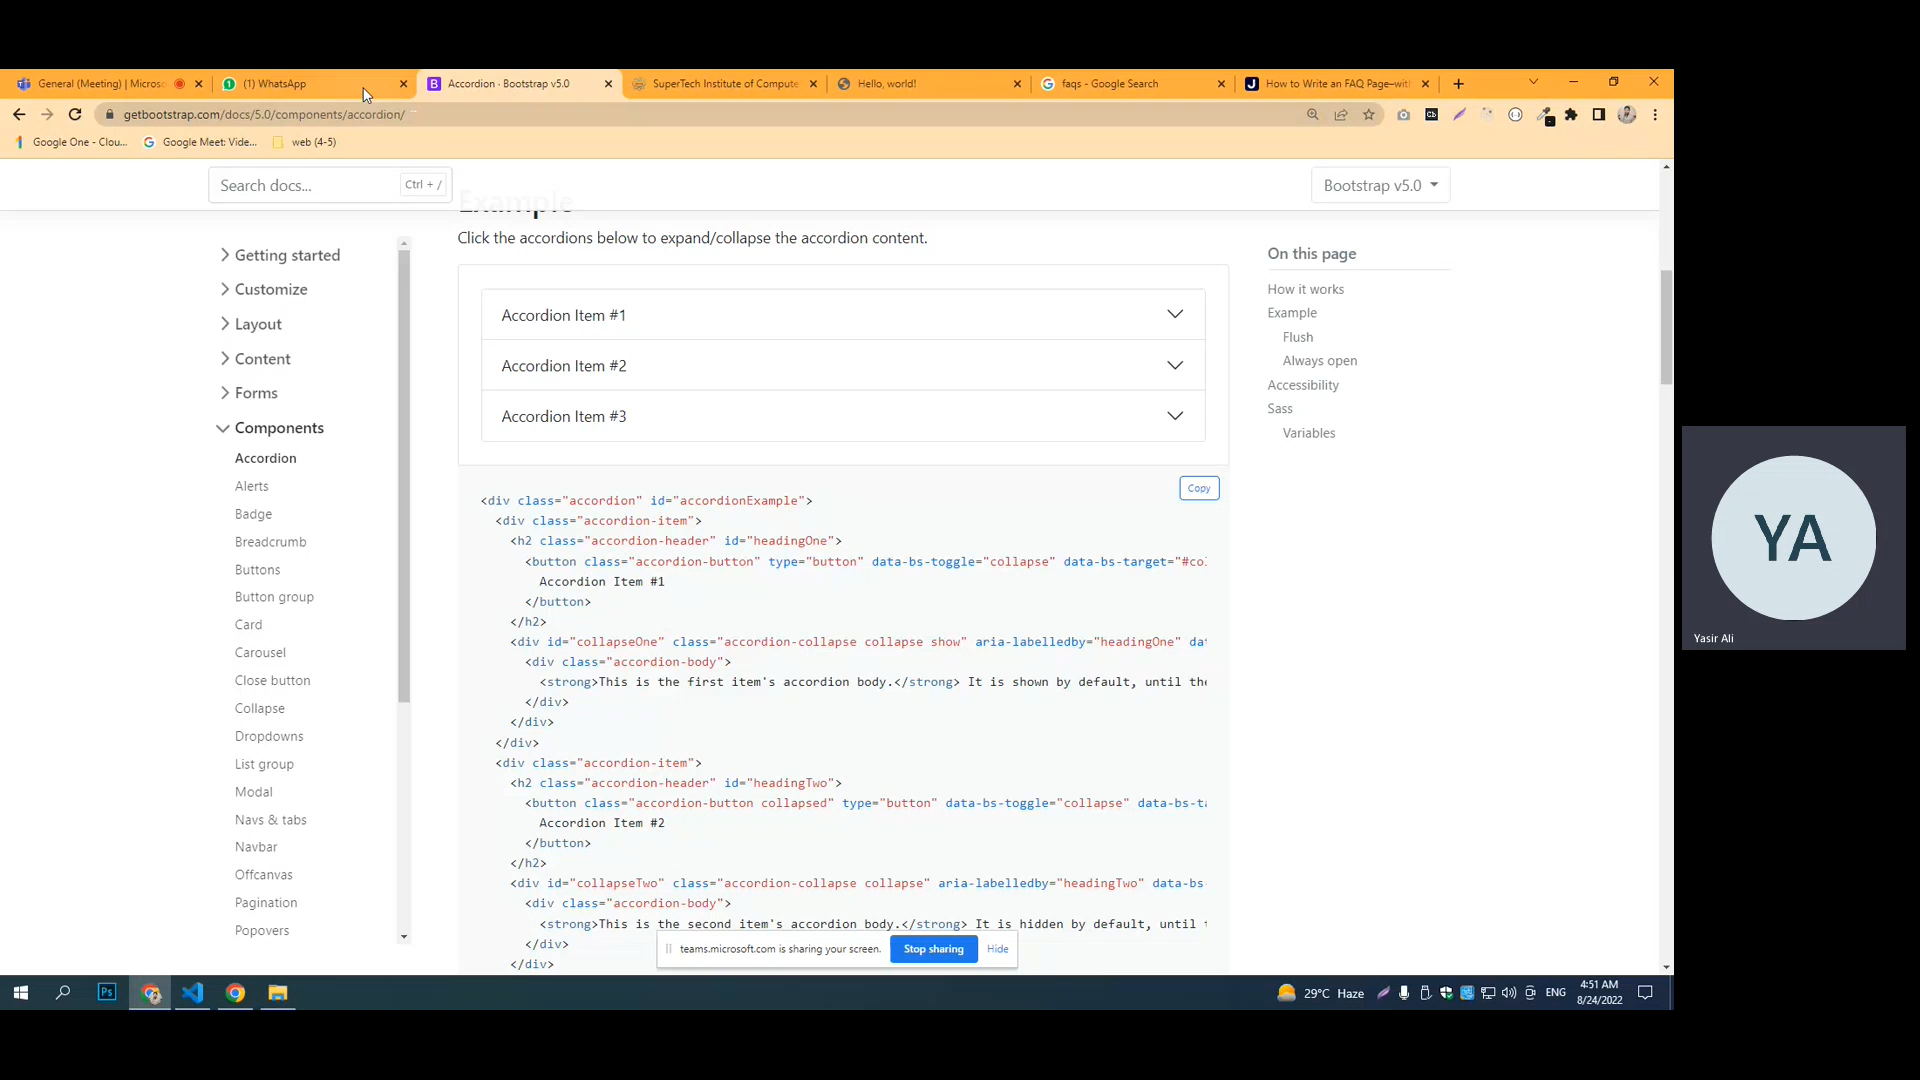 General (Meeting) | Micros
(1) WhatsApp
Accordion · Bootstrap v5.0
SuperTech Institute of Compute
Hello, world!
faqs - Google Search
How to Write an FAQ Page–wit
getbootstrap.com/docs/5.0/components/accordion/
Google One - Clou...
Google Meet: Vide...
web (4-5)
Search docs...
Ctrl + /
Bootstrap v5.0
Example
Click the accordions below to expand/collapse the accordion content.
Getting started
Customize
Layout
Content
Forms
Components
Accordion
Alerts
Badge
Breadcrumb
Buttons
Button group
Card
Carousel
Close button
Collapse
Dropdowns
List group
Modal
Navs & tabs
Navbar
Offcanvas
Pagination
Popovers
Accordion Item #1
Accordion Item #2
Accordion Item #3
Copy
<div class="accordion" id="accordionExample">
<div class="accordion-item">
<h2 class="accordion-header" id="headingOne">
<button class="accordion-button" type="button" data-bs-toggle="collapse" data-bs-target="#co
Accordion Item #1
</button>
</h2>
<div id="collapseOne" class="accordion-collapse collapse show" aria-labelledby="headingOne" da
<div class="accordion-body">
<strong>This is the first item's accordion body.</strong> It is shown by default, until the
</div>
</div>
</div>
<div class="accordion-item">
<h2 class="accordion-header" id="headingTwo">
<button class="accordion-button collapsed" type="button" data-bs-toggle="collapse" data-bs-ta
Accordion Item #2
</button>
</h2>
<div id="collapseTwo" class="accordion-collapse collapse" aria-labelledby="headingTwo" data-bs-
<div class="accordion-body">
<strong>This is the second item's accordion body.</strong> It is hidden by default, until t
</div>
</div>
On this page
How it works
Example
Flush
Always open
Accessibility
Sass
Variables
teams.microsoft.com is sharing your screen.
Stop sharing
Hide
YA
Yasir Ali
Ps
29°C Haze
ENG
4:51 AM
8/24/2022